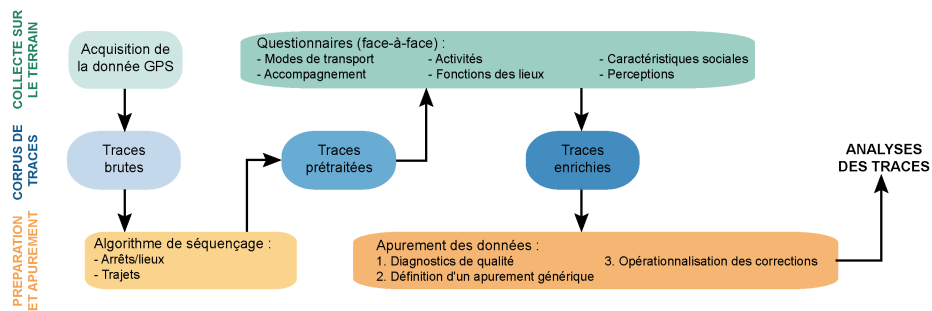 COLLECTE SUR
LE TERRAIN
Acquisition de
la donnée GPS
Questionnaires (face-à-face) :
- Modes de transport
- Activités
- Caractéristiques sociales
- Accompagnement
- Fonctions des lieux
- Perceptions
CORPUS DE
TRACES
Traces
brutes
Traces
prétraitées
Traces
enrichies
ANALYSES
DES TRACES
PREPARATION
ET APUREMENT
Algorithme de séquençage :
- Arrêts/lieux
- Trajets
Apurement des données :
1. Diagnostics de qualité
2. Définition d'un apurement générique
3. Opérationnalisation des corrections